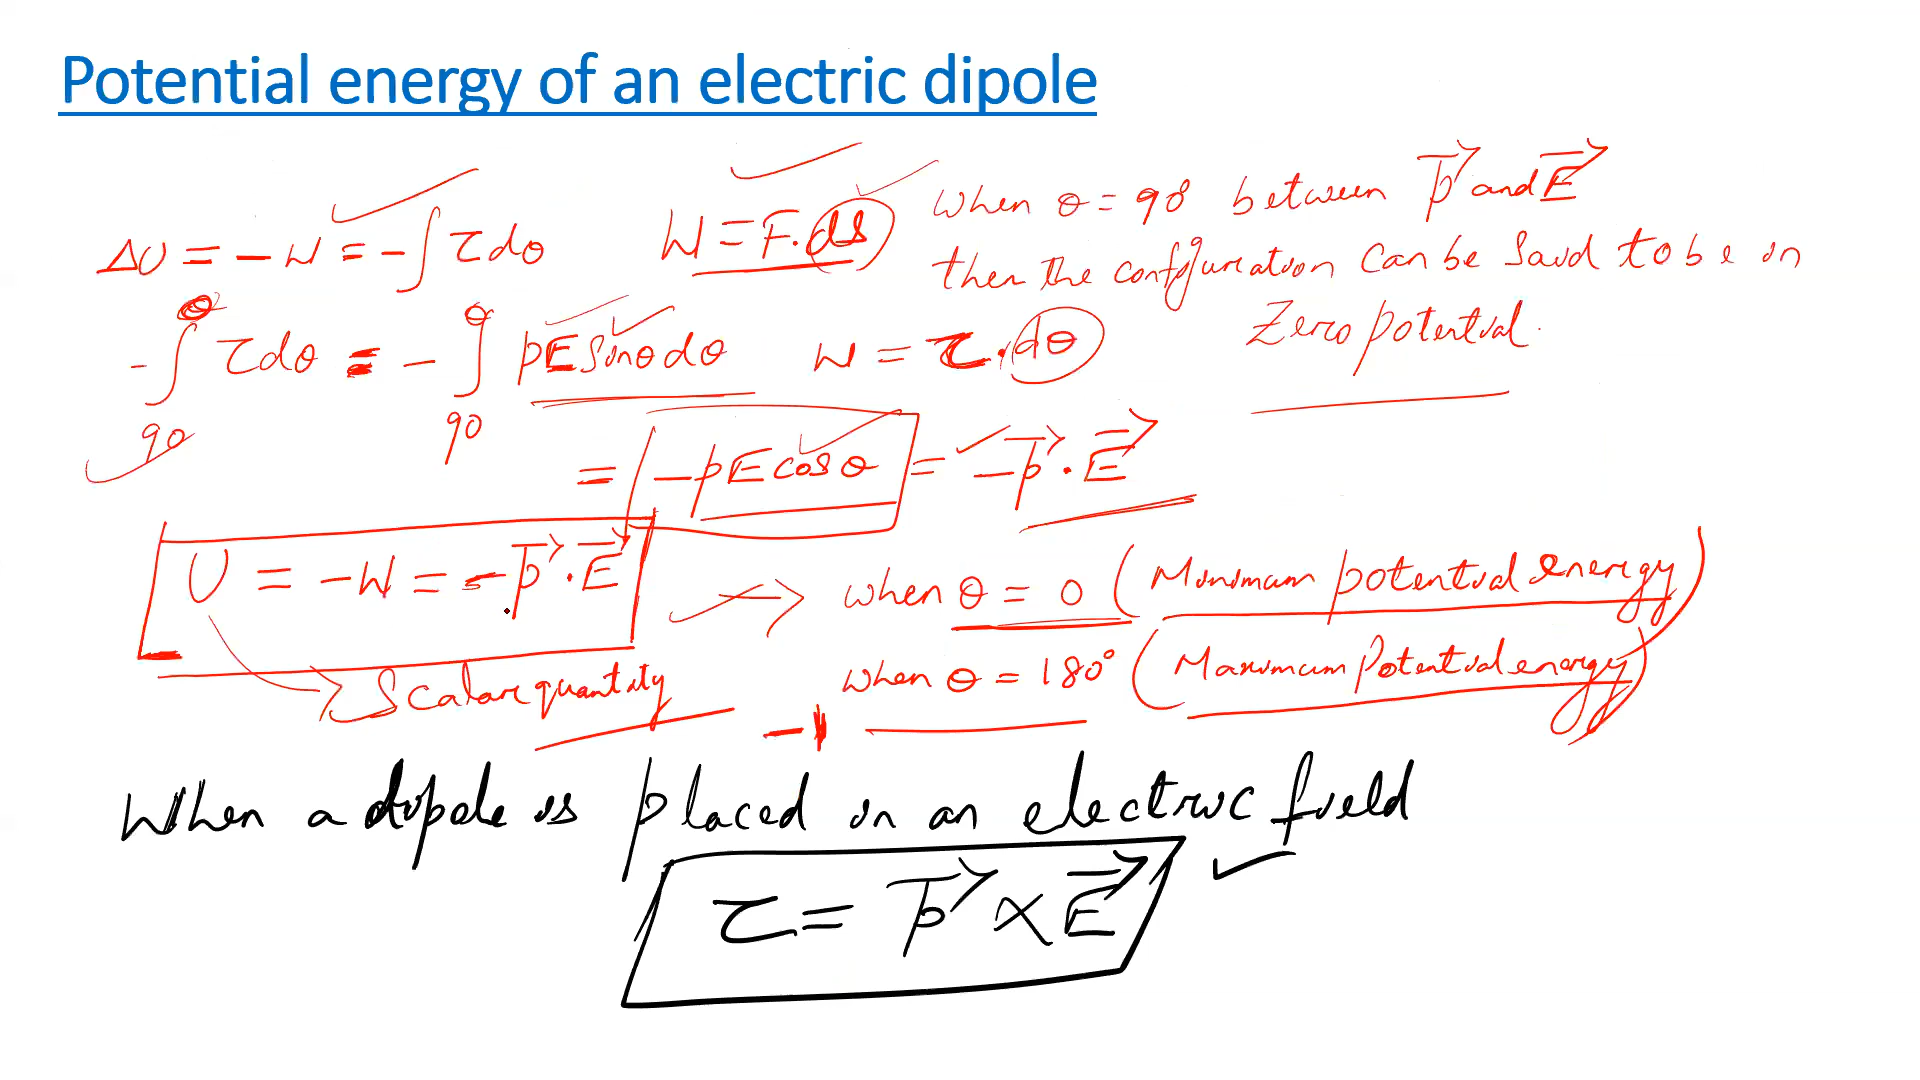 Potential energy of an electric dipole
ΔU = -W = -∫ τdθ
W = F.ds
When θ = 90° between p⃗ and E⃗
then the configuration can be said to be in
Zero potential.
-∫₉₀^θ τdθ = -∫₉₀^θ pE sinθdθ
W = τ.dθ
= -pE cosθ = -p⃗.E⃗
U = -W = -p⃗.E⃗
when θ = 0 (Minimum potential energy)
when θ = 180° (Maximum Potential energy)
Scalar quantity
When a dipole is placed in an electric field
τ = p⃗ × E⃗